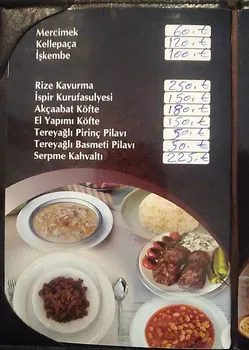 Mercimek 60.-₺
Kellepaça 120.-₺
İşkembe 100.-₺
Rize Kavurma 250.-₺
İspir Kurufasulyesi 150.-₺
Akçaabat Köfte 180.-₺
El Yapımı Köfte 150.-₺
Tereyağlı Pirinç Pilavı 50.-₺
Tereyağlı Basmeti Pilavı 50.-₺
Serpme Kahvaltı 225.-₺